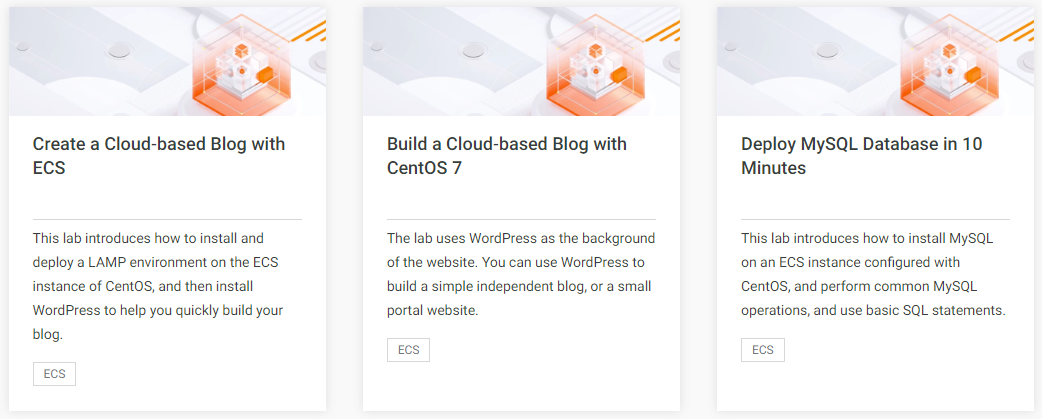 Create a Cloud-based Blog with
ECS
This lab introduces how to install and
deploy a LAMP environment on the ECS
instance of CentOS, and then install
WordPress to help you quickly build your
blog.
ECS
Build a Cloud-based Blog with
CentOS 7
The lab uses WordPress as the background
of the website. You can use WordPress to
build a simple independent blog, or a small
portal website.
ECS
Deploy MySQL Database in 10
Minutes
This lab introduces how to install MySQL
on an ECS instance configured with
CentOS, and perform common MySQL
operations, and use basic SQL statements.
ECS